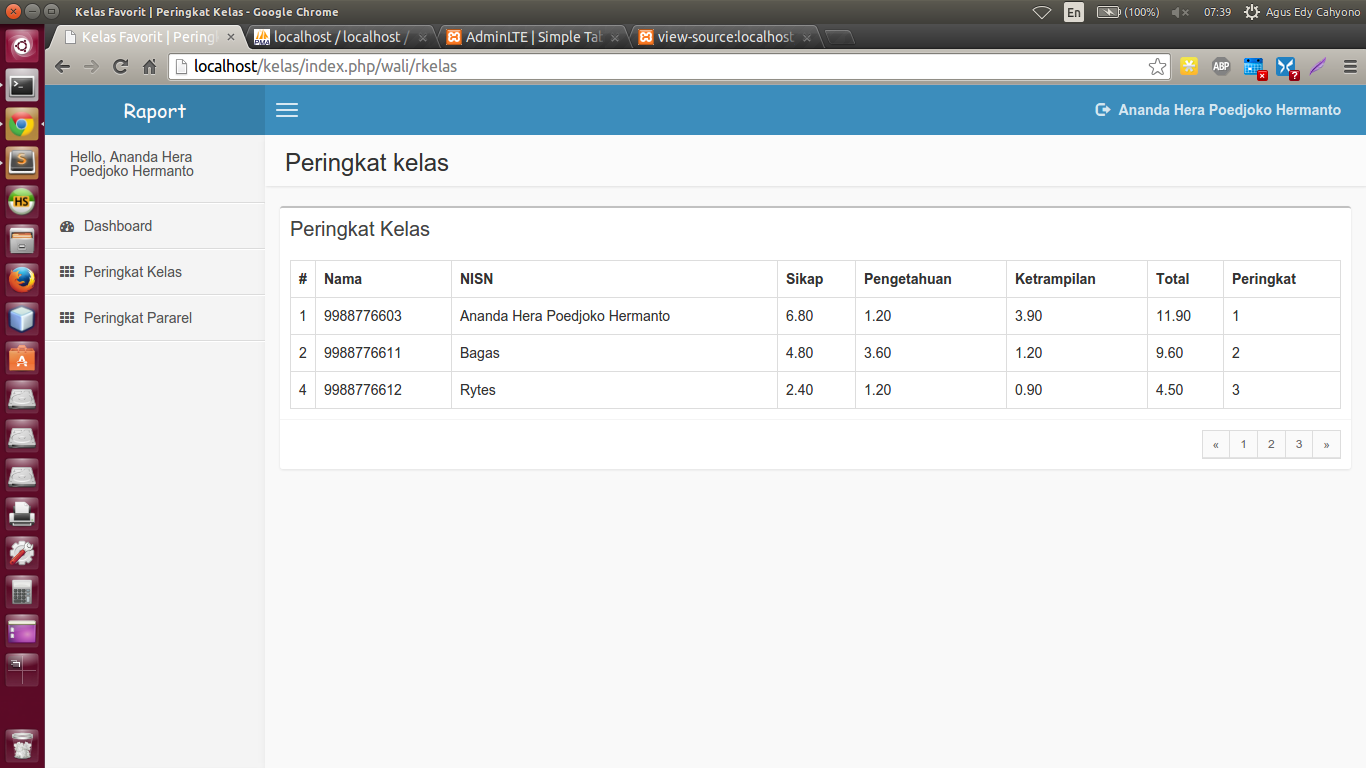 Kelas Favorit | Peringkat Kelas - Google Chrome
En (100%) 07:39 Agus Edy Cahyono
Kelas Favorit | Pering
localhost / localhost /
AdminLTE | Simple Tab
view-source:localhost
localhost/kelas/index.php/wali/rkelas
ABP
Raport
Ananda Hera Poedjoko Hermanto
Hello, Ananda Hera
Poedjoko Hermanto
Dashboard
Peringkat Kelas
Peringkat Pararel
Peringkat kelas
Peringkat Kelas
# Nama NISN Sikap Pengetahuan Ketrampilan Total Peringkat
1 9988776603 Ananda Hera Poedjoko Hermanto 6.80 1.20 3.90 11.90 1
2 9988776611 Bagas 4.80 3.60 1.20 9.60 2
4 9988776612 Rytes 2.40 1.20 0.90 4.50 3
« 1 2 3 »
HS